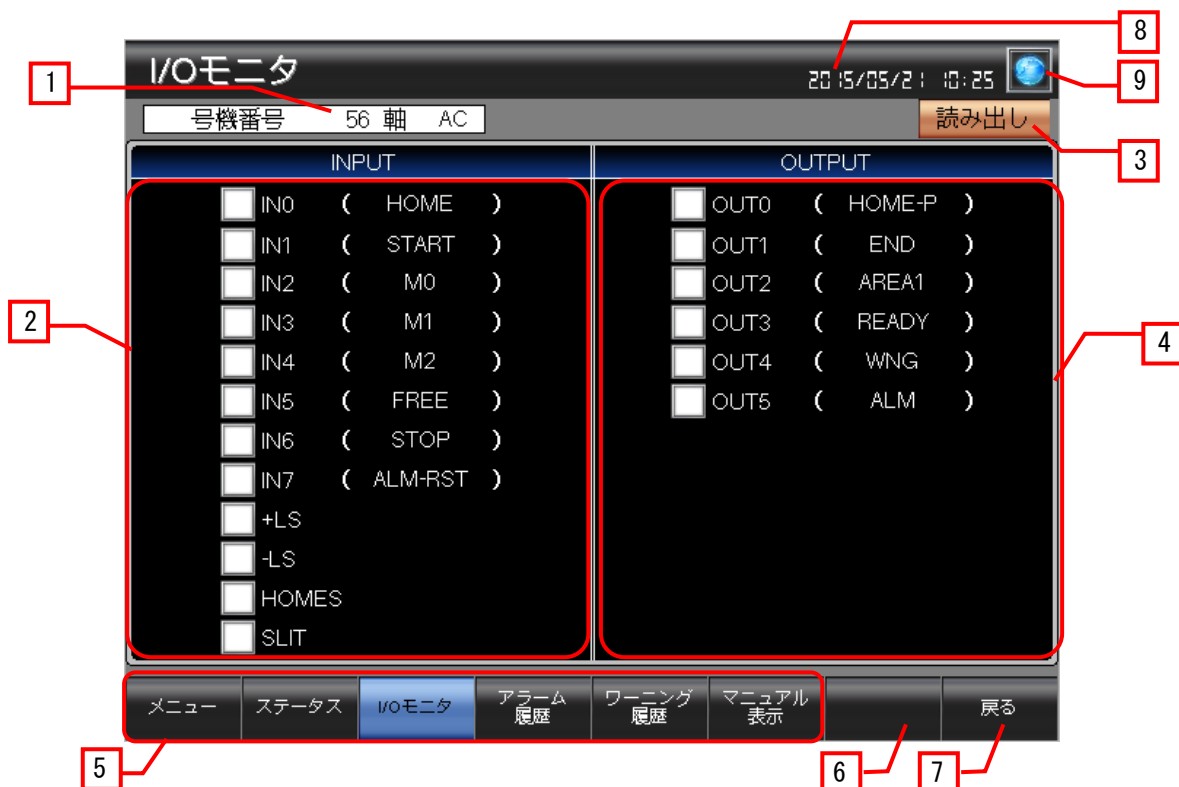 8
I/Oモニタ
2015/05/21 10:25
1
9
号機番号 56 軸 AC
読み出し
3
INPUT
OUTPUT
IN0 ( HOME )
OUT0 ( HOME-P )
IN1 ( START )
OUT1 ( END )
IN2 ( M0 )
OUT2 ( AREA1 )
2
IN3 ( M1 )
OUT3 ( READY )
4
IN4 ( M2 )
OUT4 ( WNG )
IN5 ( FREE )
OUT5 ( ALM )
IN6 ( STOP )
IN7 ( ALM-RST )
+LS
-LS
HOMES
SLIT
メニュー
ステータス
I/Oモニタ
アラーム
履歴
ワーニング
履歴
マニュアル
表示
戻る
5
6
7